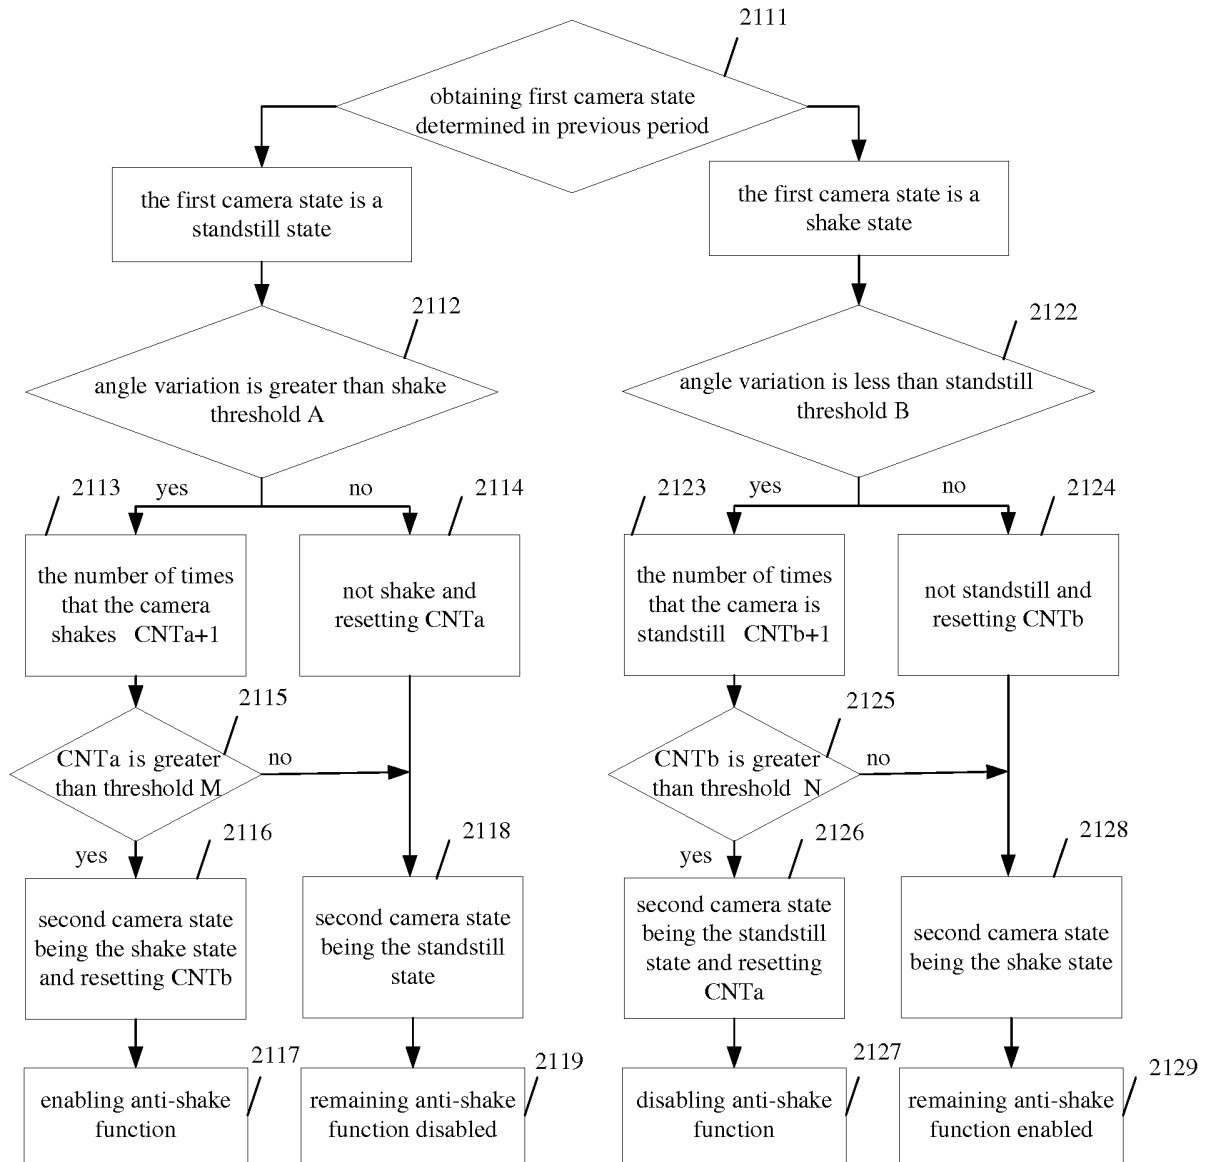 2111
obtaining first camera state
determined in previous period
the first camera state is a
standstill state
the first camera state is a
shake state
2112
angle variation is greater than shake
threshold A
2122
angle variation is less than standstill
threshold B
2113
yes
no
2114
2123
yes
no
2124
the number of times
that the camera
shakes CNTa+1
not shake and
resetting CNTa
the number of times
that the camera is
standstill CNTb+1
not standstill and
resetting CNTb
2115
CNTa is greater
than threshold M
no
2125
CNTb is greater
than threshold N
no
yes
2116
2118
yes
2126
2128
second camera state
being the shake state
and resetting CNTb
second camera state
being the standstill
state
second camera state
being the standstill
state and resetting
CNTa
second camera state
being the shake state
2117
enabling anti-shake
function
2119
remaining anti-shake
function disabled
2127
disabling anti-shake
function
2129
remaining anti-shake
function enabled